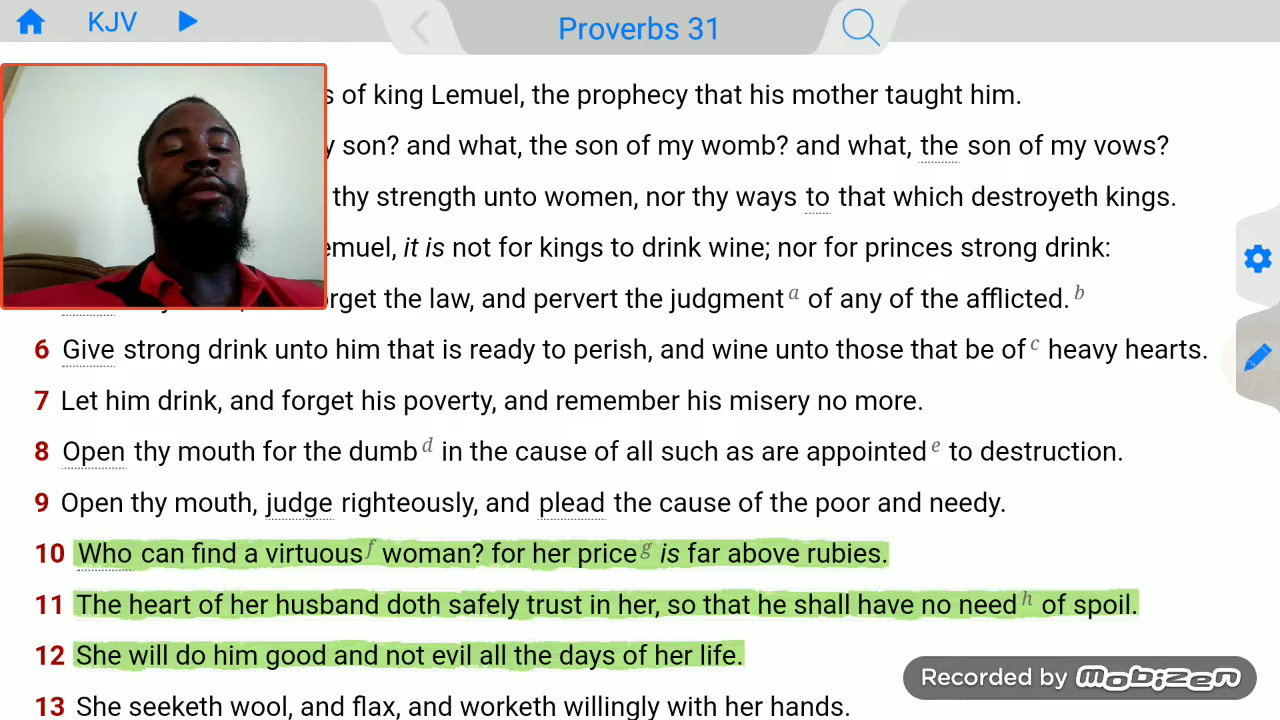 KJV Proverbs 31
s of king Lemuel, the prophecy that his mother taught him.
y son? and what, the son of my womb? and what, the son of my vows?
thy strength unto women, nor thy ways to that which destroyeth kings.
emuel, it is not for kings to drink wine; nor for princes strong drink:
rget the law, and pervert the judgment a of any of the afflicted. b
6 Give strong drink unto him that is ready to perish, and wine unto those that be of c heavy hearts.
7 Let him drink, and forget his poverty, and remember his misery no more.
8 Open thy mouth for the dumb d in the cause of all such as are appointed e to destruction.
9 Open thy mouth, judge righteously, and plead the cause of the poor and needy.
10 Who can find a virtuous f woman? for her price g is far above rubies.
11 The heart of her husband doth safely trust in her, so that he shall have no need h of spoil.
12 She will do him good and not evil all the days of her life.
Recorded by mobizen
13 She seeketh wool, and flax, and worketh willingly with her hands.